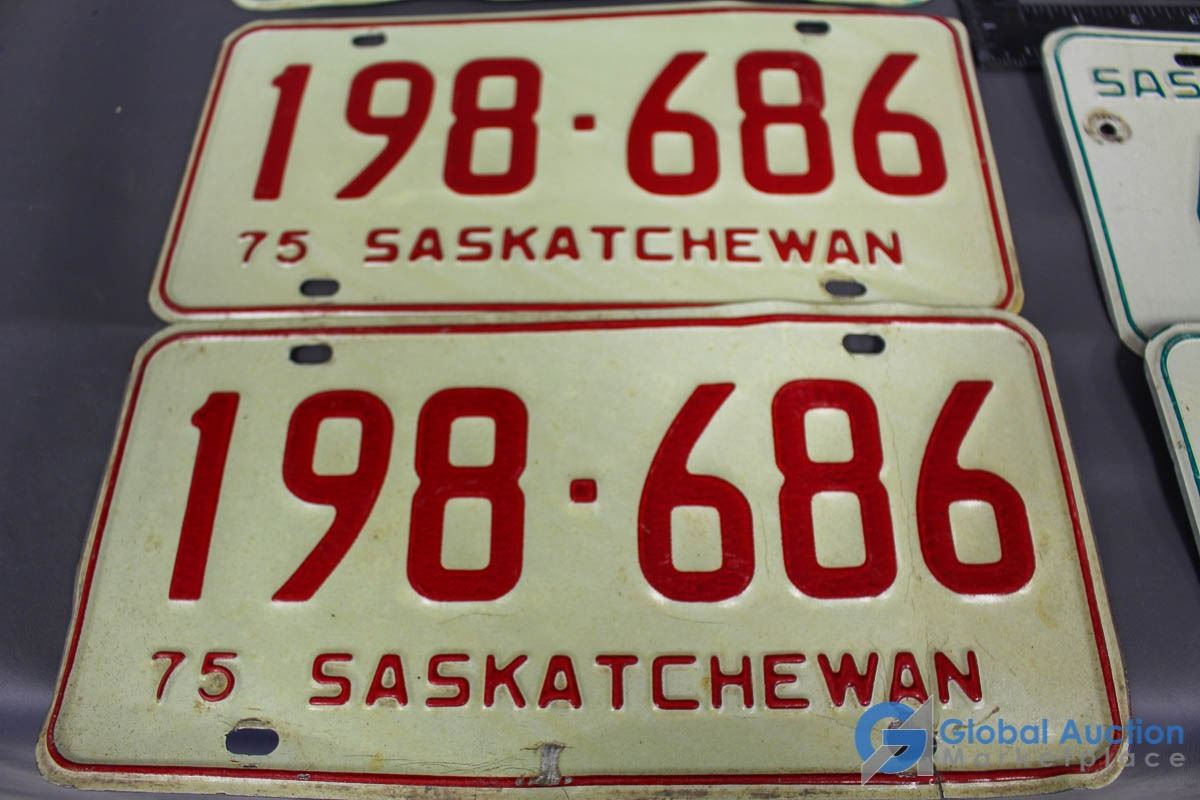 198·686
75 SASKATCHEWAN
SAS
198·686
75 SASKATCHEWAN
Global Auction
Marketplace